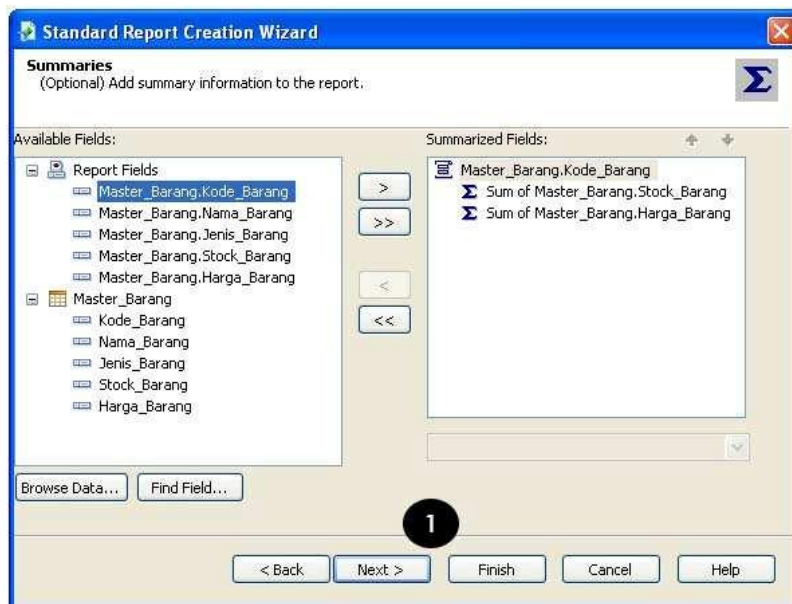 Standard Report Creation Wizard
Summaries
(Optional) Add summary information to the report.
Σ
Available Fields:
Report Fields
Master_Barang.Kode_Barang
Master_Barang.Nama_Barang
Master_Barang.Jenis_Barang
Master_Barang.Stock_Barang
Master_Barang.Harga_Barang
Master_Barang
Kode_Barang
Nama_Barang
Jenis_Barang
Stock_Barang
Harga_Barang
>
>>
<
<<
Summarized Fields:
Master_Barang.Kode_Barang
Σ Sum of Master_Barang.Stock_Barang
Σ Sum of Master_Barang.Harga_Barang
Browse Data...
Find Field...
1
< Back
Next >
Finish
Cancel
Help